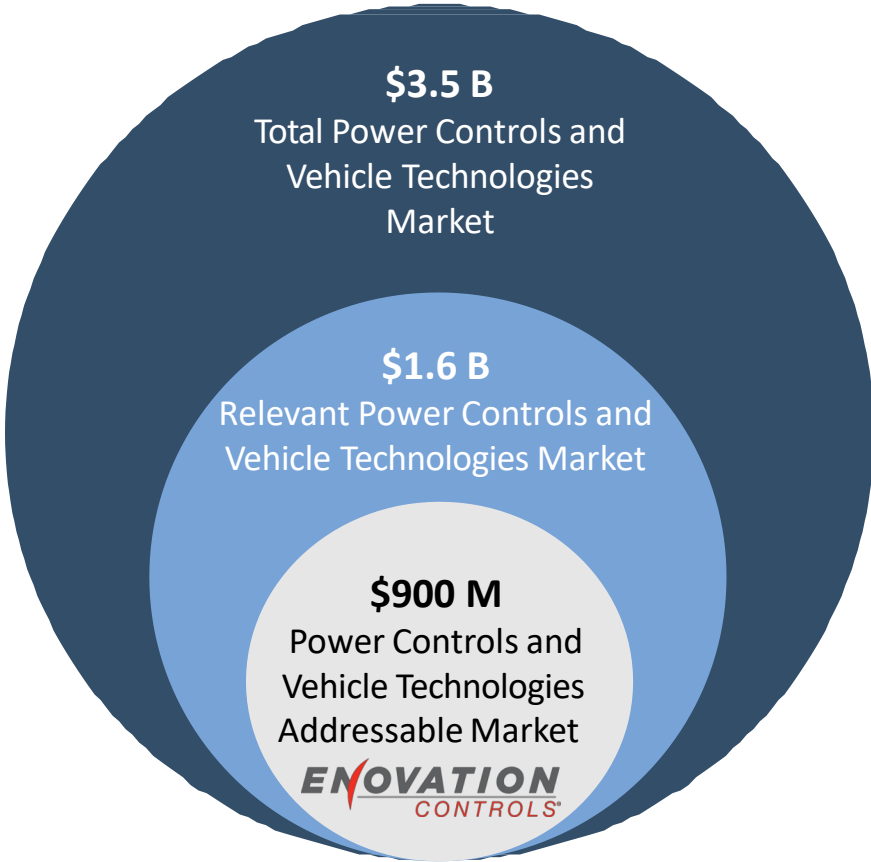 $3.5 B
Total Power Controls and
Vehicle Technologies
Market
$1.6 B
Relevant Power Controls and
Vehicle Technologies Market
$900 M
Power Controls and
Vehicle Technologies
Addressable Market
ENOVATION
CONTROLS®